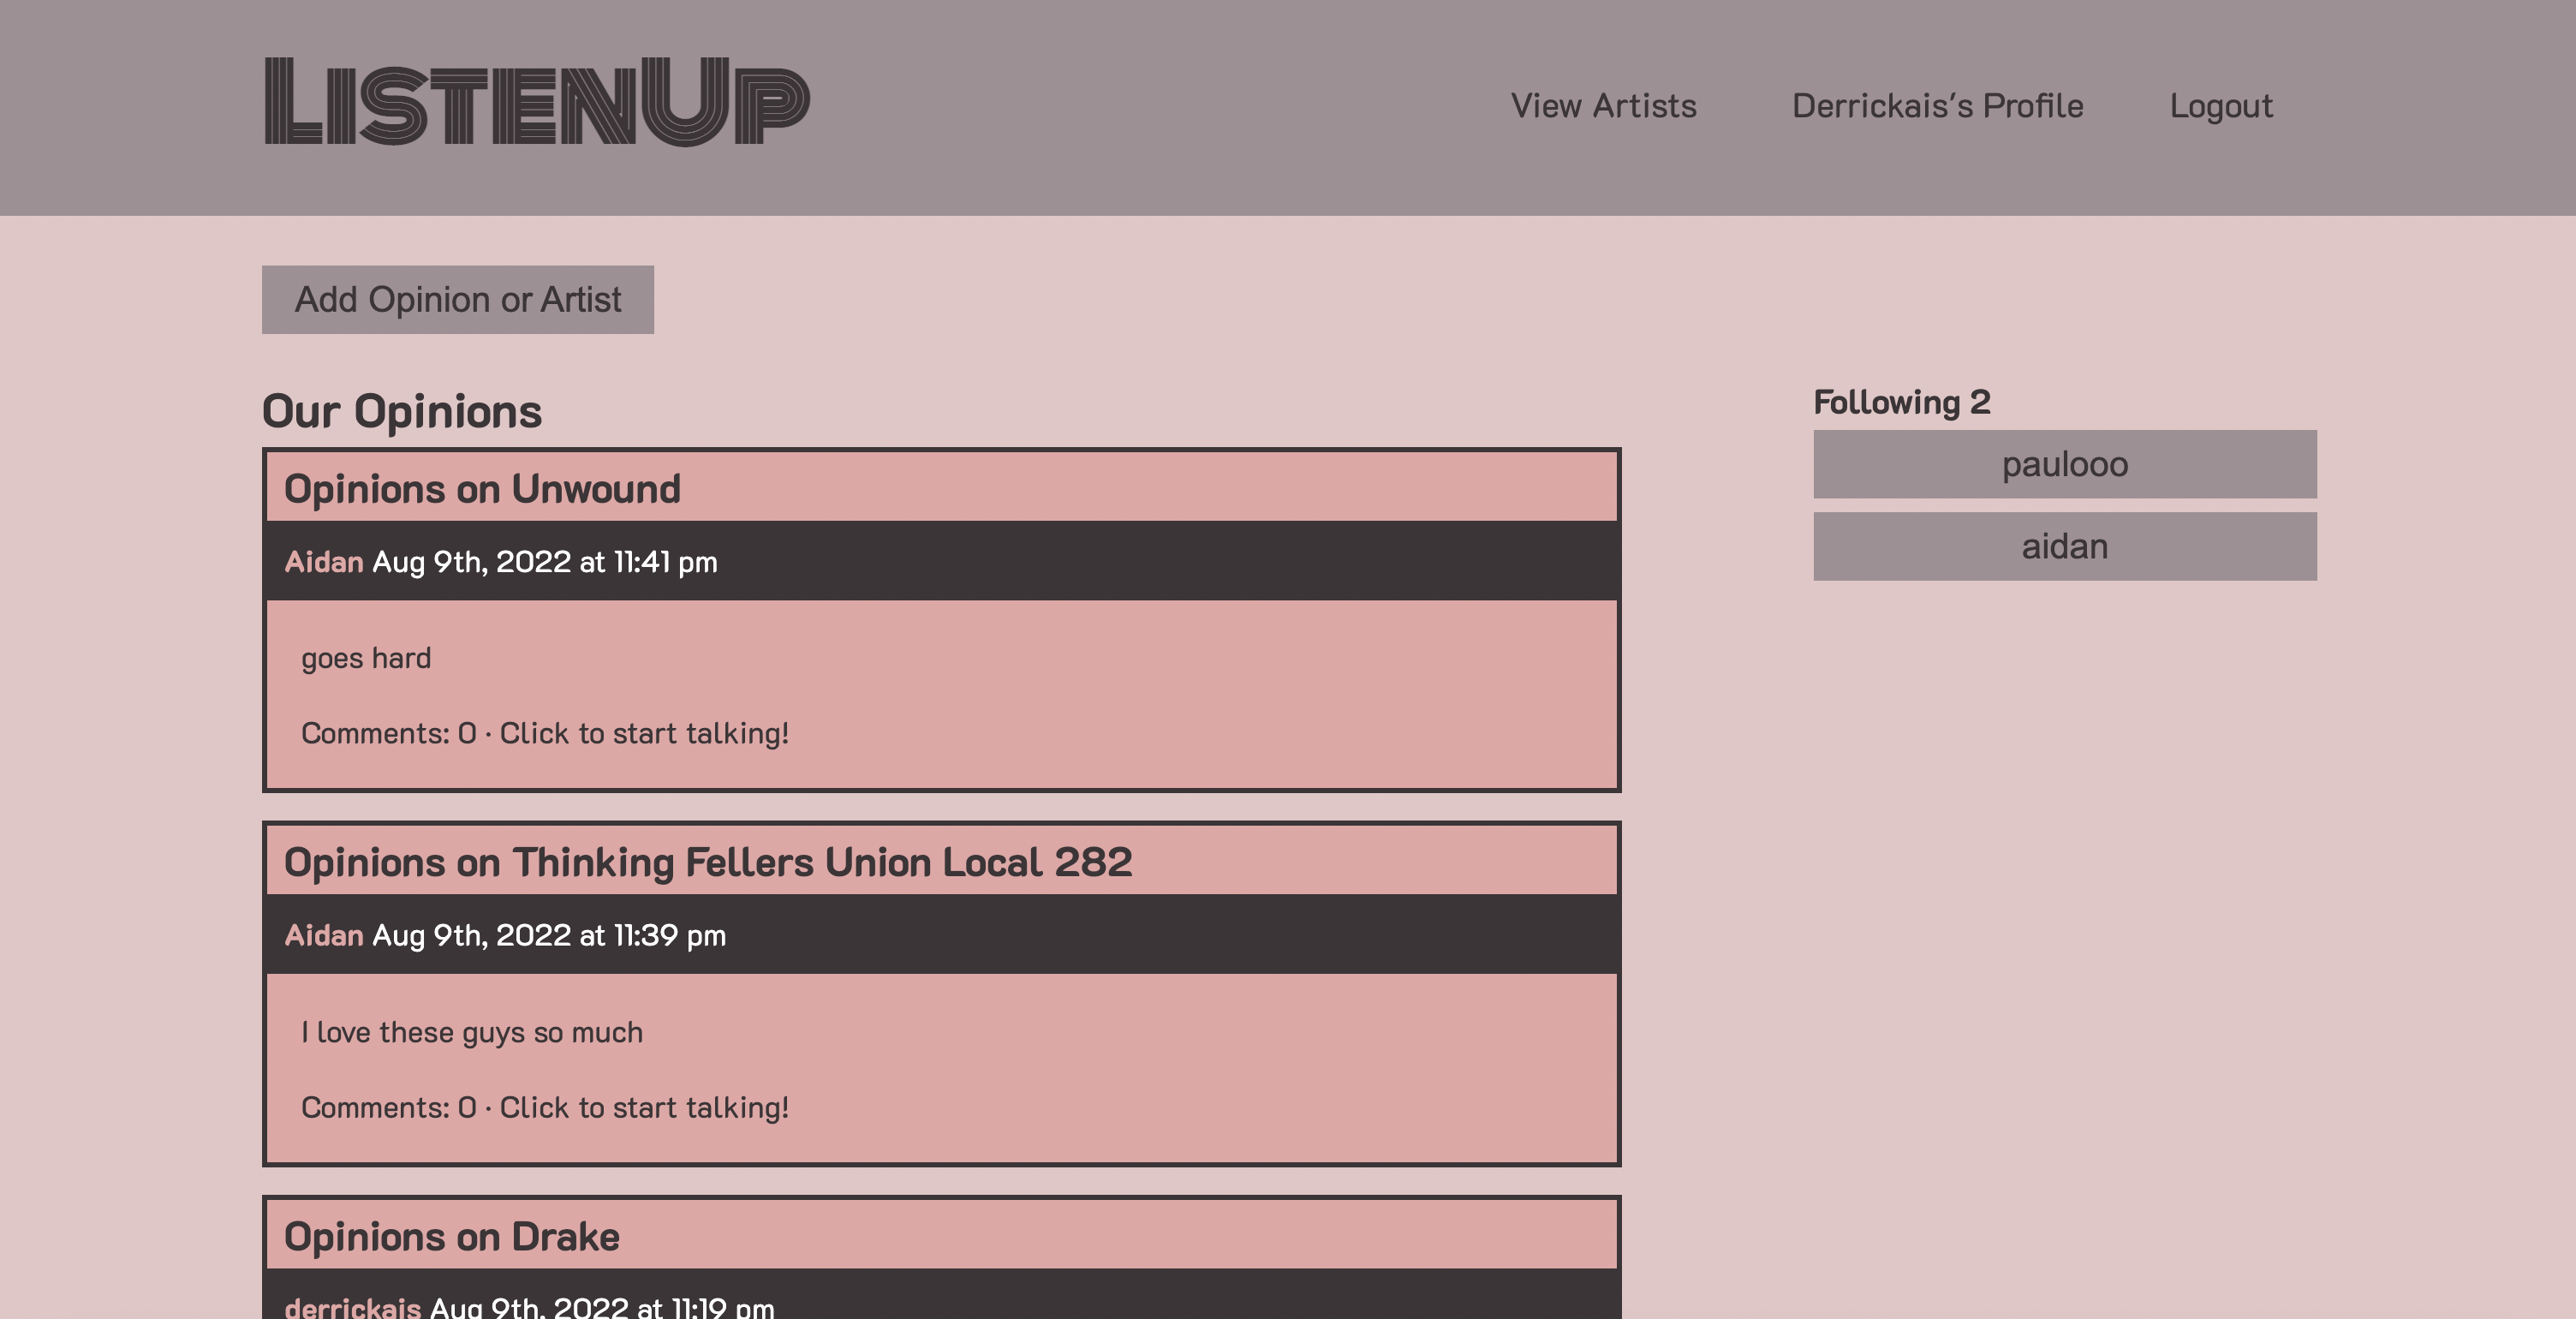 LISTENUP
View Artists Derrickais's Profile Logout
Add Opinion or Artist
Our Opinions
Opinions on Unwound
Aidan Aug 9th, 2022 at 11:41 pm
goes hard
Comments: 0 · Click to start talking!
Opinions on Thinking Fellers Union Local 282
Aidan Aug 9th, 2022 at 11:39 pm
I love these guys so much
Comments: 0 · Click to start talking!
Opinions on Drake
derrickais Aug 9th, 2022 at 11:19 pm
Following 2
paulooo
aidan